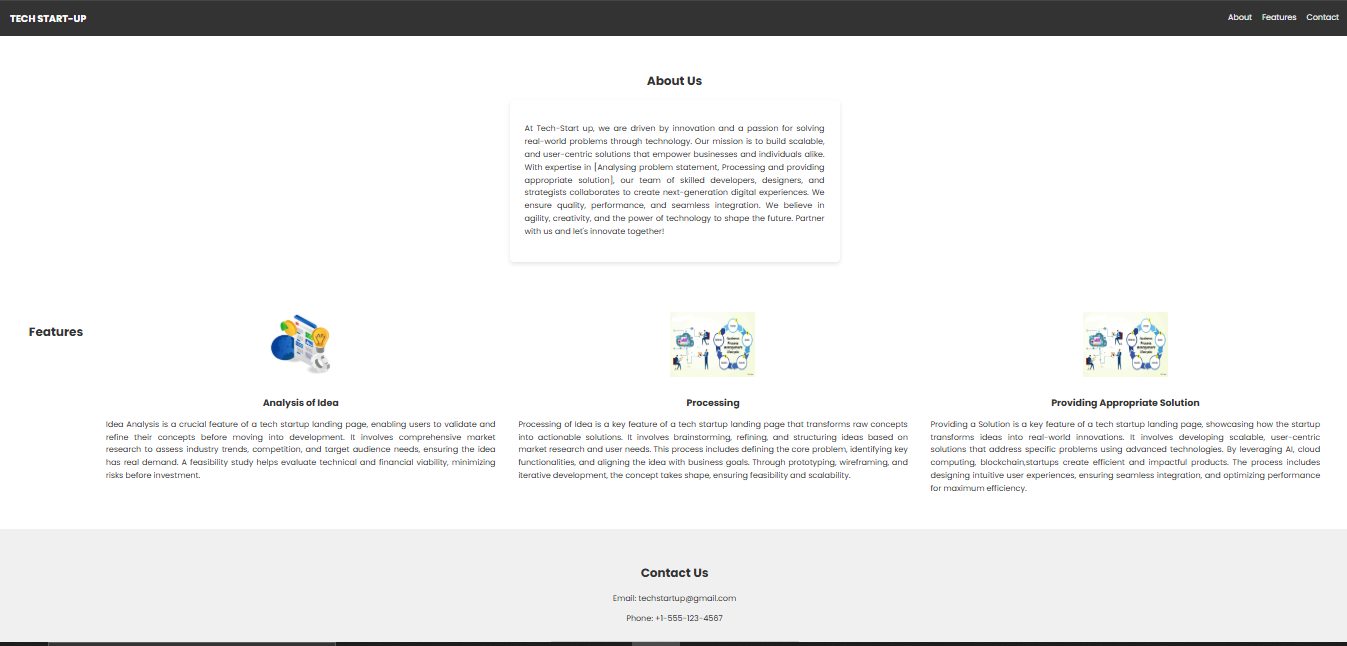 TECH START-UP
About Features Contact
About Us
At Tech-Start up, we are driven by innovation and a passion for solving
real-world problems through technology. Our mission is to build scalable,
and user-centric solutions that empower businesses and individuals alike.
With expertise in [Analysing problem statement, Processing and providing
appropriate solution], our team of skilled developers, designers, and
strategists collaborates to create next-generation digital experiences. We
ensure quality, performance, and seamless integration. We believe in
agility, creativity, and the power of technology to shape the future. Partner
with us and let's innovate together!
Features
Analysis of Idea
Idea Analysis is a crucial feature of a tech startup landing page, enabling users to validate and
refine their concepts before moving into development. It involves comprehensive market
research to assess industry trends, competition, and target audience needs, ensuring the idea
has real demand. A feasibility study helps evaluate technical and financial viability, minimizing
risks before investment.
Processing
Processing of Idea is a key feature of a tech startup landing page that transforms raw concepts
into actionable solutions. It involves brainstorming, refining, and structuring ideas based on
market research and user needs. This process includes defining the core problem, identifying key
functionalities, and aligning the idea with business goals. Through prototyping, wireframing, and
iterative development, the concept takes shape, ensuring feasibility and scalability.
Providing Appropriate Solution
Providing a Solution is a key feature of a tech startup landing page, showcasing how the startup
transforms ideas into real-world innovations. It involves developing scalable, user-centric
solutions that address specific problems using advanced technologies. By leveraging AI, cloud
computing, blockchain,startups create efficient and impactful products. The process includes
designing intuitive user experiences, ensuring seamless integration, and optimizing performance
for maximum efficiency.
Contact Us
Email: techstartup@gmail.com
Phone: +1-555-123-4567